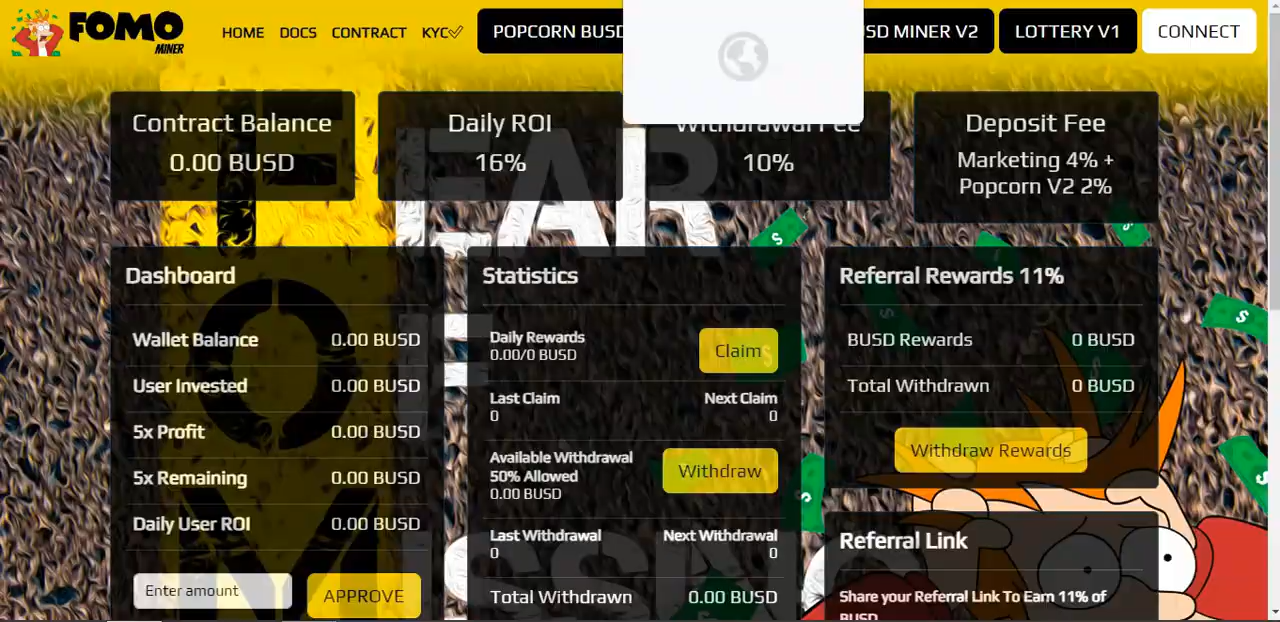 FOMO
MINER
HOME DOCS CONTRACT KYC POPCORN BUSD SD MINER V2 LOTTERY V1 CONNECT
Contract Balance
0.00 BUSD
Daily ROI
16%
Withdrawal Fee
10%
Deposit Fee
Marketing 4% +
Popcorn V2 2%
FEAR
Dashboard
Wallet Balance 0.00 BUSD
User Invested 0.00 BUSD
5x Profit 0.00 BUSD
5x Remaining 0.00 BUSD
Daily User ROI 0.00 BUSD
Enter amount APPROVE
Statistics
Daily Rewards
0.00/0 BUSD
Claim
Last Claim Next Claim
0 0
Available Withdrawal
50% Allowed
0.00 BUSD
Withdraw
Last Withdrawal Next Withdrawal
0 0
Total Withdrawn 0.00 BUSD
Referral Rewards 11%
BUSD Rewards 0 BUSD
Total Withdrawn 0 BUSD
Withdraw Rewards
Referral Link
Share your Referral Link To Earn 11% of
BUSD